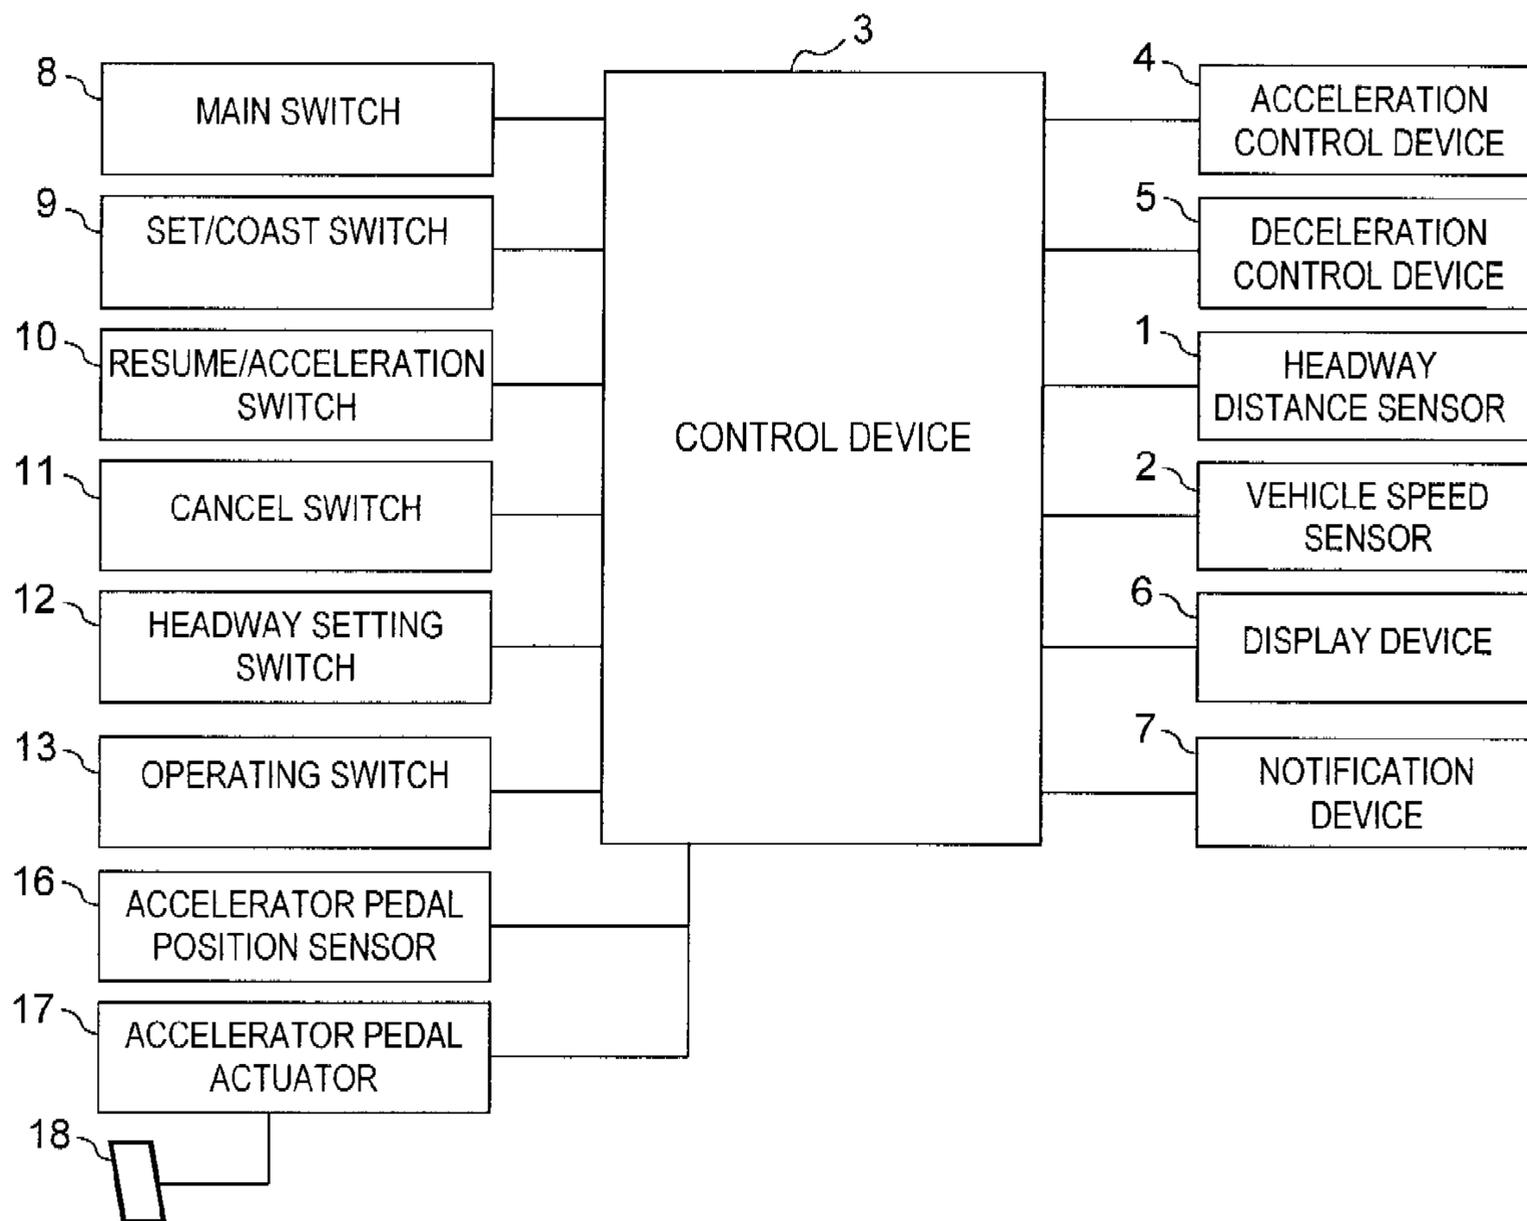 3
8
MAIN SWITCH
9
SET/COAST SWITCH
10
RESUME/ACCELERATION
SWITCH
11
CANCEL SWITCH
12
HEADWAY SETTING
SWITCH
13
OPERATING SWITCH
16
ACCELERATOR PEDAL
POSITION SENSOR
17
ACCELERATOR PEDAL
ACTUATOR
18
CONTROL DEVICE
4
ACCELERATION
CONTROL DEVICE
5
DECELERATION
CONTROL DEVICE
1
HEADWAY
DISTANCE SENSOR
2
VEHICLE SPEED
SENSOR
6
DISPLAY DEVICE
7
NOTIFICATION
DEVICE